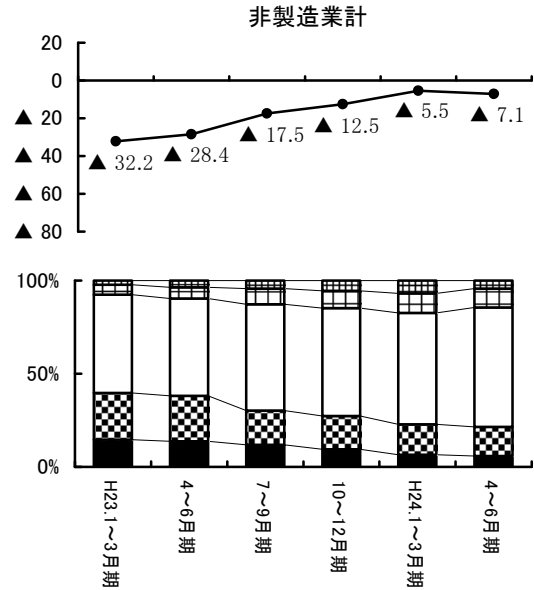 非製造業計
20
0
▲ 20
▲ 40
▲ 60
▲ 80
▲ 32.2
▲ 28.4
▲ 17.5
▲ 12.5
▲ 5.5
▲ 7.1
100%
50%
0%
H23.1～3月期
4～6月期
7～9月期
10～12月期
H24.1～3月期
4～6月期